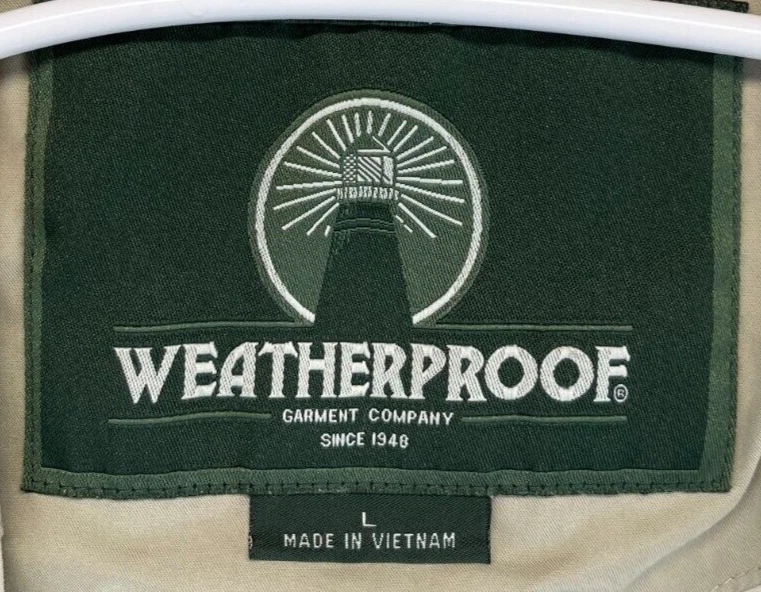 WEATHERPROOF®
GARMENT COMPANY
SINCE 1948
L
MADE IN VIETNAM